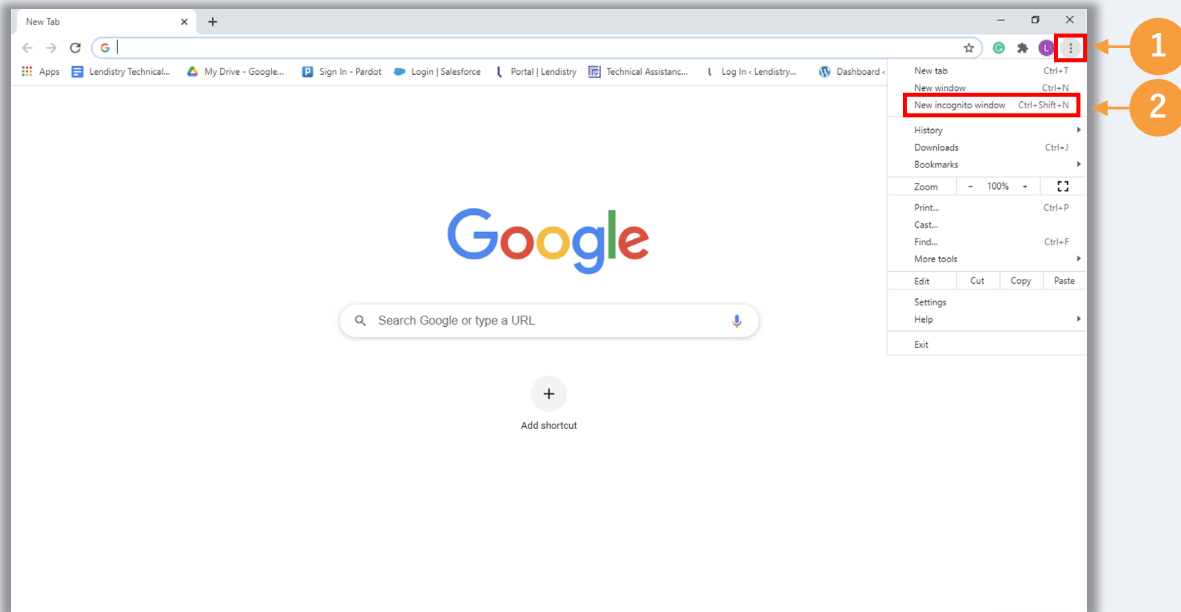 New Tab
1
Apps Lendistry Technical... My Drive - Google... Sign In - Pardot Login | Salesforce Portal | Lendistry Technical Assistanc... Log In ‹ Lendistry... Dashboard ‹
New tab Ctrl+T
New window Ctrl+N
New incognito window Ctrl+Shift+N
2
History
Downloads Ctrl+J
Bookmarks
Zoom - 100% +
Print... Ctrl+P
Cast...
Find... Ctrl+F
More tools
Edit Cut Copy Paste
Settings
Help
Exit
Google
Search Google or type a URL
Add shortcut